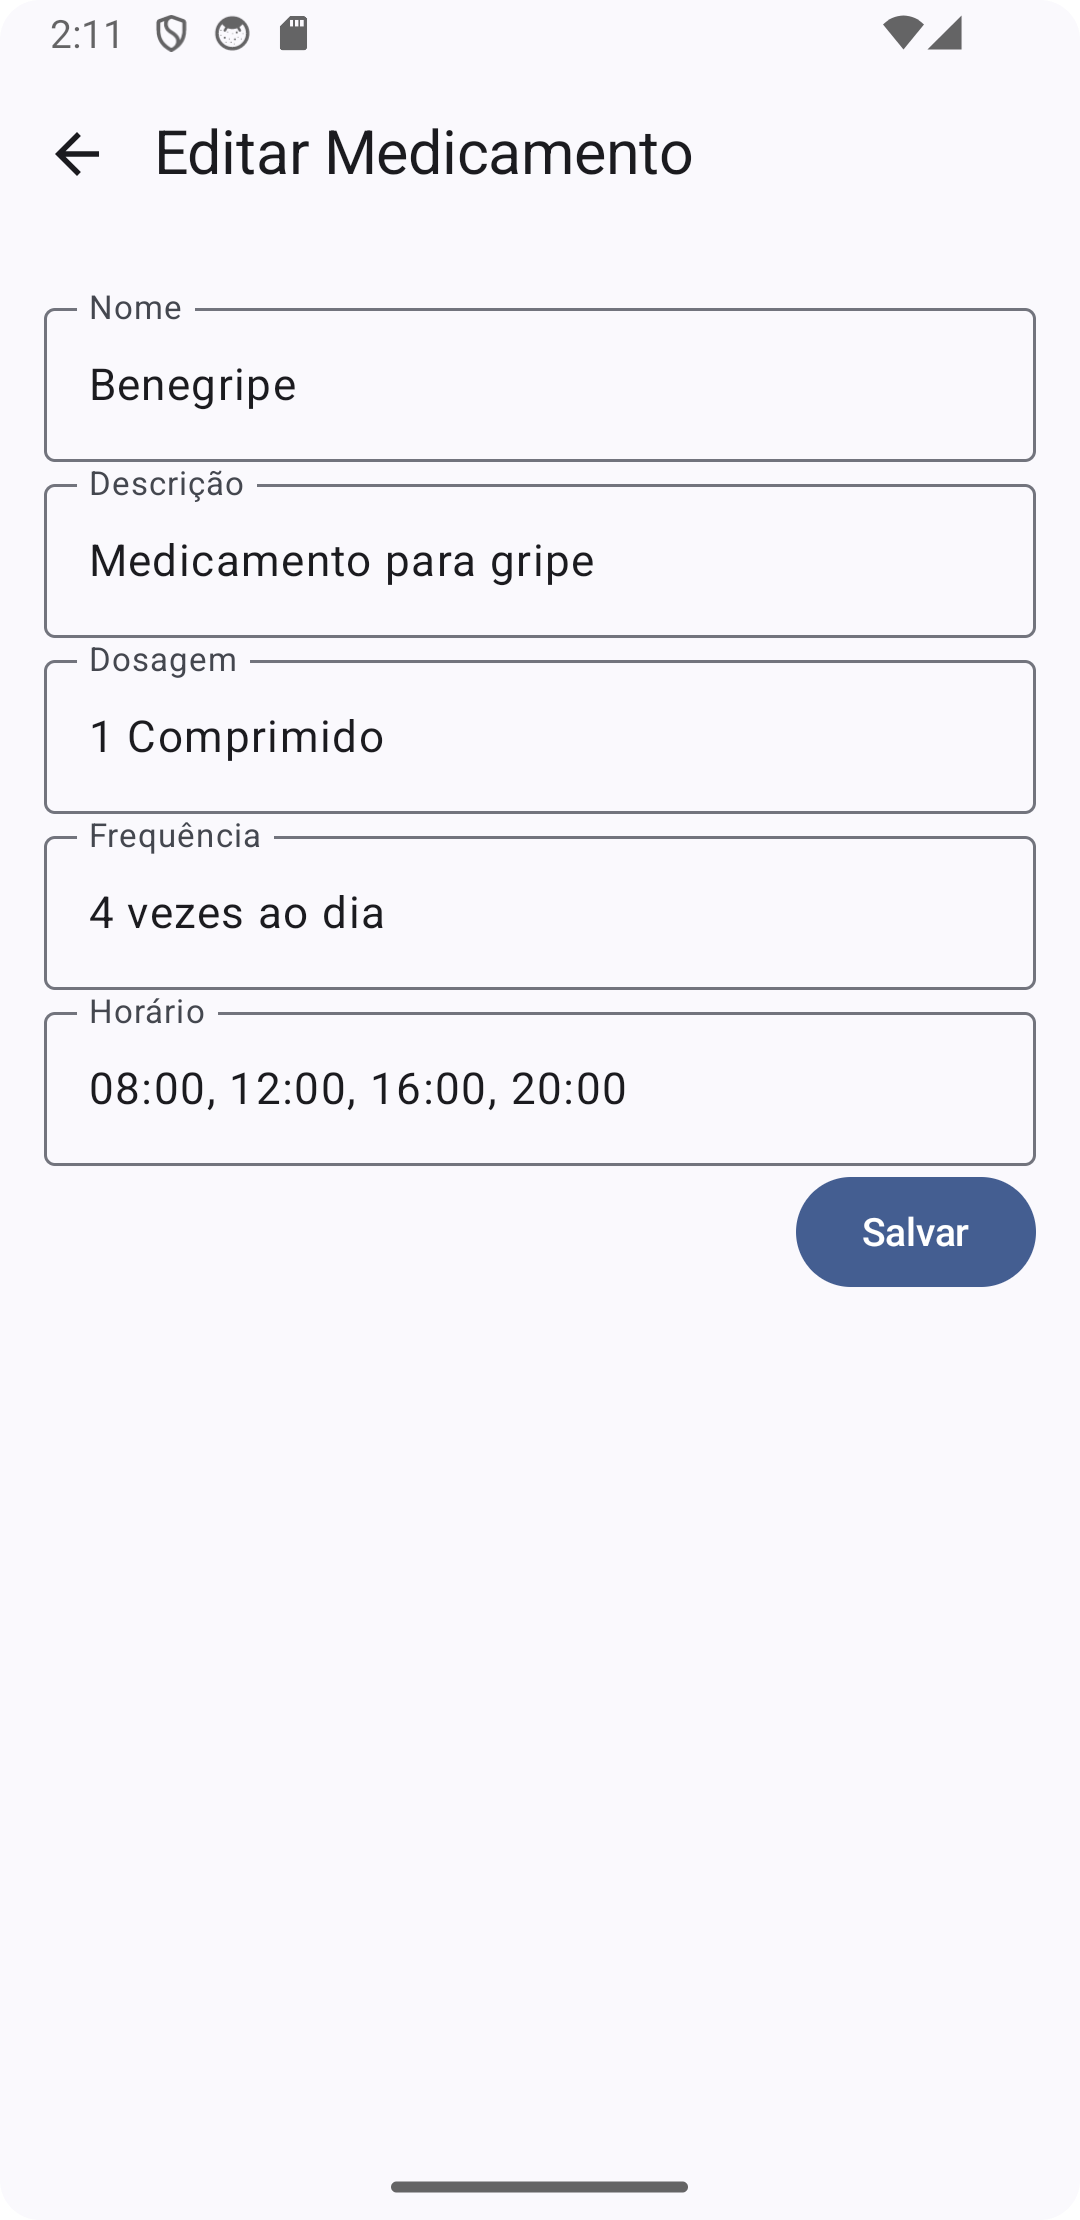 2:11
Editar Medicamento
Nome
Benegripe
Descrição
Medicamento para gripe
Dosagem
1 Comprimido
Frequência
4 vezes ao dia
Horário
08:00, 12:00, 16:00, 20:00
Salvar